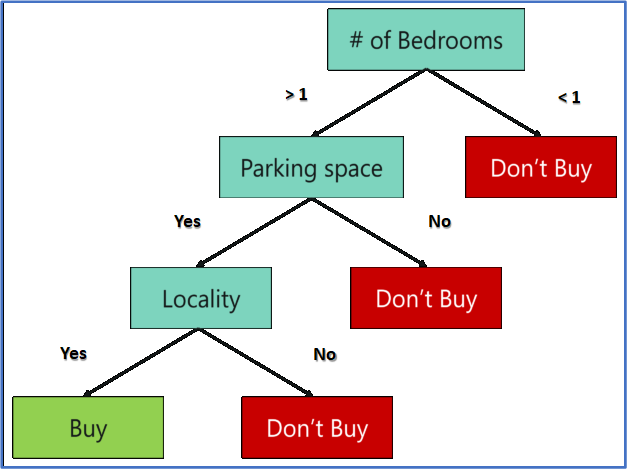 # of Bedrooms
> 1
< 1
Parking space
Don't Buy
Yes
No
Locality
Don't Buy
Yes
No
Buy
Don't Buy